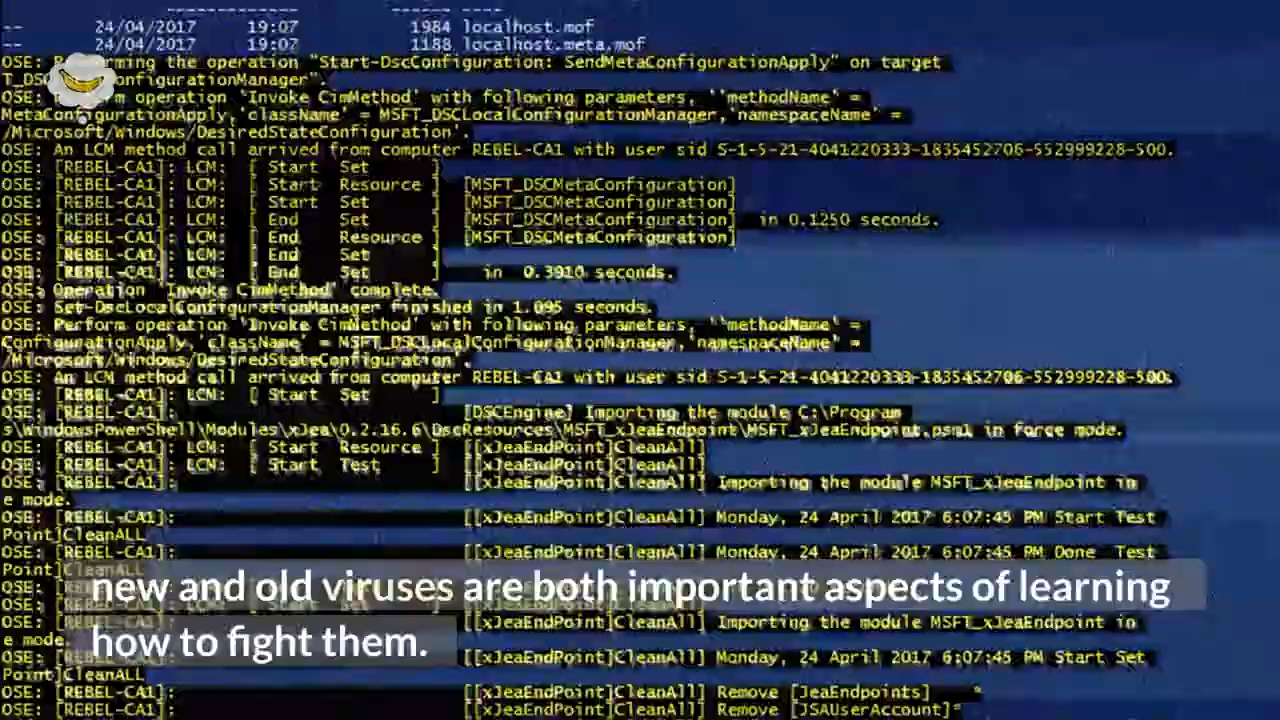 -- 24/04/2017 19:07 1984 localhost.mof
-- 24/04/2017 19:07 1188 localhost.meta.mof
OSE: the operation "Start-DscConfiguration: SendMetaConfigurationApply" on target
OSE: operation 'Invoke CimMethod' with following parameters, ''methodName' =
MetaConfigurationApply,'className' = MSFT_DSCLocalConfigurationManager,'namespaceName' =
/Microsoft/Windows/DesiredStateConfiguration'.
OSE: An LCM method call arrived from computer REBEL-CA1 with user sid S-1-5-21-4041220333-1835452706-552999228-500.
OSE: [REBEL-CA1]: LCM: [ Start Set ]
OSE: [REBEL-CA1]: LCM: [ Start Resource ] [MSFT_DSCMetaConfiguration]
OSE: [REBEL-CA1]: LCM: [ Start Set ] [MSFT_DSCMetaConfiguration]
OSE: [REBEL-CA1]: LCM: [ End Set ] [MSFT_DSCMetaConfiguration] in 0.1250 seconds.
OSE: [REBEL-CA1]: LCM: [ End Resource ] [MSFT_DSCMetaConfiguration]
OSE: [REBEL-CA1]: LCM: [ End Set ]
OSE: [REBEL-CA1]: LCM: [ End Set ] in 0.3910 seconds.
OSE: Operation 'Invoke CimMethod' complete.
OSE: Set-DscLocalConfigurationManager finished in 1.095 seconds.
OSE: Perform operation 'Invoke CimMethod' with following parameters, ''methodName' =
ConfigurationApply,'className' = MSFT_DSCLocalConfigurationManager,'namespaceName' =
/Microsoft/Windows/DesiredStateConfiguration'.
OSE: An LCM method call arrived from computer REBEL-CA1 with user sid S-1-5-21-4041220333-1835452706-552999228-500.
OSE: [REBEL-CA1]: LCM: [ Start Set ]
[DSCEngine] Importing the module C:\Program
s\WindowsPowerShell\Modules\xJea\0.2.16.6\DscResources\MSFT_xJeaEndpoint\MSFT_xJeaEndpoint.psm1 in force mode.
OSE: [REBEL-CA1]: LCM: [ Start Resource ] [[xJeaEndPoint]CleanAll]
OSE: [REBEL-CA1]: LCM: [ Start Test ] [[xJeaEndPoint]CleanAll]
OSE: [REBEL-CA1]: [[xJeaEndPoint]CleanAll] Importing the module MSFT_xJeaEndpoint in
e mode.
OSE: [REBEL-CA1]: [[xJeaEndPoint]CleanAll] Monday, 24 April 2017 6:07:45 PM Start Test
Point]CleanALL
OSE: [REBEL-CA1]: [[xJeaEndPoint]CleanAll] Monday, 24 April 2017 6:07:45 PM Done Test
Point]CleanALL
new and old viruses are both important aspects of learning
how to fight them.
[[xJeaEndPoint]CleanAll] Importing the module MSFT_xJeaEndpoint in
e mode.
OSE: [REBEL-CA1]: [[xJeaEndPoint]CleanAll] Monday, 24 April 2017 6:07:45 PM Start Set
Point]CleanALL
OSE: [REBEL-CA1]: [[xJeaEndPoint]CleanAll] Remove [JeaEndpoints] *
OSE: [REBEL-CA1]: [[xJeaEndPoint]CleanAll] Remove [JSAUserAccount]*